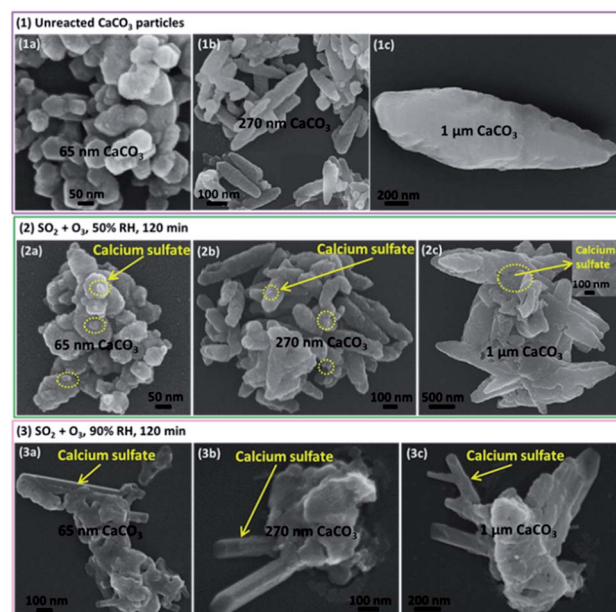 (1) Unreacted CaCO₃ particles
(1a)
65 nm CaCO₃
50 nm
(1b)
270 nm CaCO₃
100 nm
(1c)
1 μm CaCO₃
200 nm
(2) SO₂ + O₃, 50% RH, 120 min
(2a)
Calcium sulfate
65 nm CaCO₃
50 nm
(2b)
Calcium sulfate
270 nm CaCO₃
100 nm
(2c)
Calcium
sulfate
100 nm
1 μm CaCO₃
500 nm
(3) SO₂ + O₃, 90% RH, 120 min
(3a)
Calcium sulfate
65 nm CaCO₃
100 nm
(3b)
Calcium sulfate
270 nm CaCO₃
100 nm
(3c)
Calcium sulfate
1 μm CaCO₃
200 nm